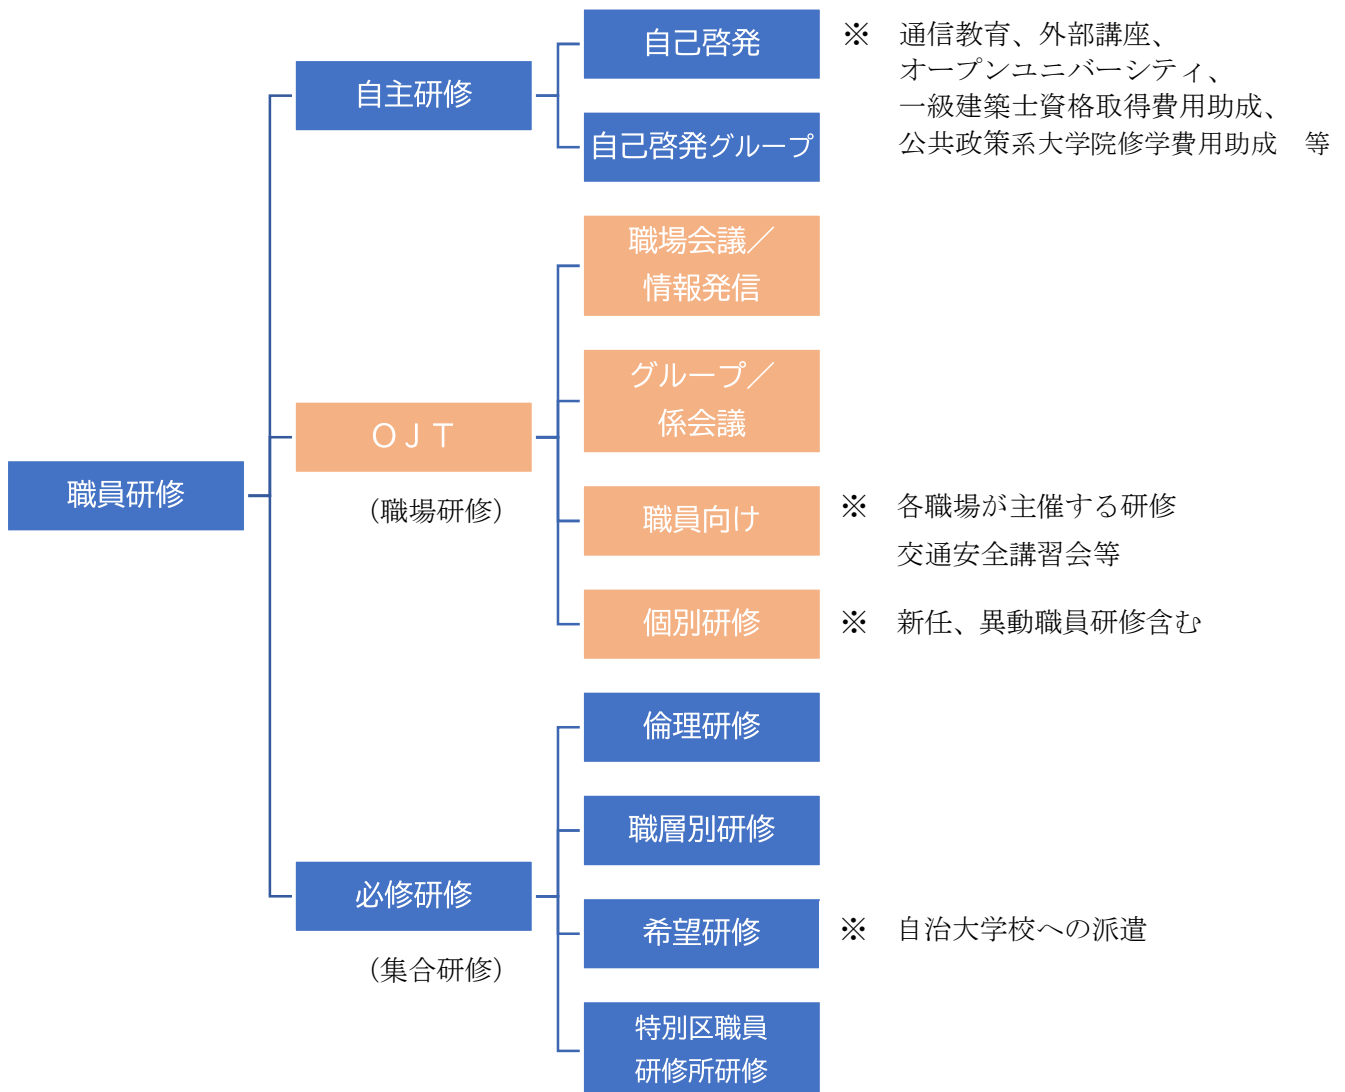 自己啓発
※　通信教育、外部講座、
オープンユニバーシティ、
一級建築士資格取得費用助成、
公共政策系大学院修学費用助成　等
自主研修
自己啓発グループ
職場会議／
情報発信
グループ／
係会議
ＯＪＴ
（職場研修）
職員研修
職員向け
※　各職場が主催する研修
交通安全講習会等
個別研修
※　新任、異動職員研修含む
倫理研修
職層別研修
必修研修
（集合研修）
希望研修
※　自治大学校への派遣
特別区職員
研修所研修